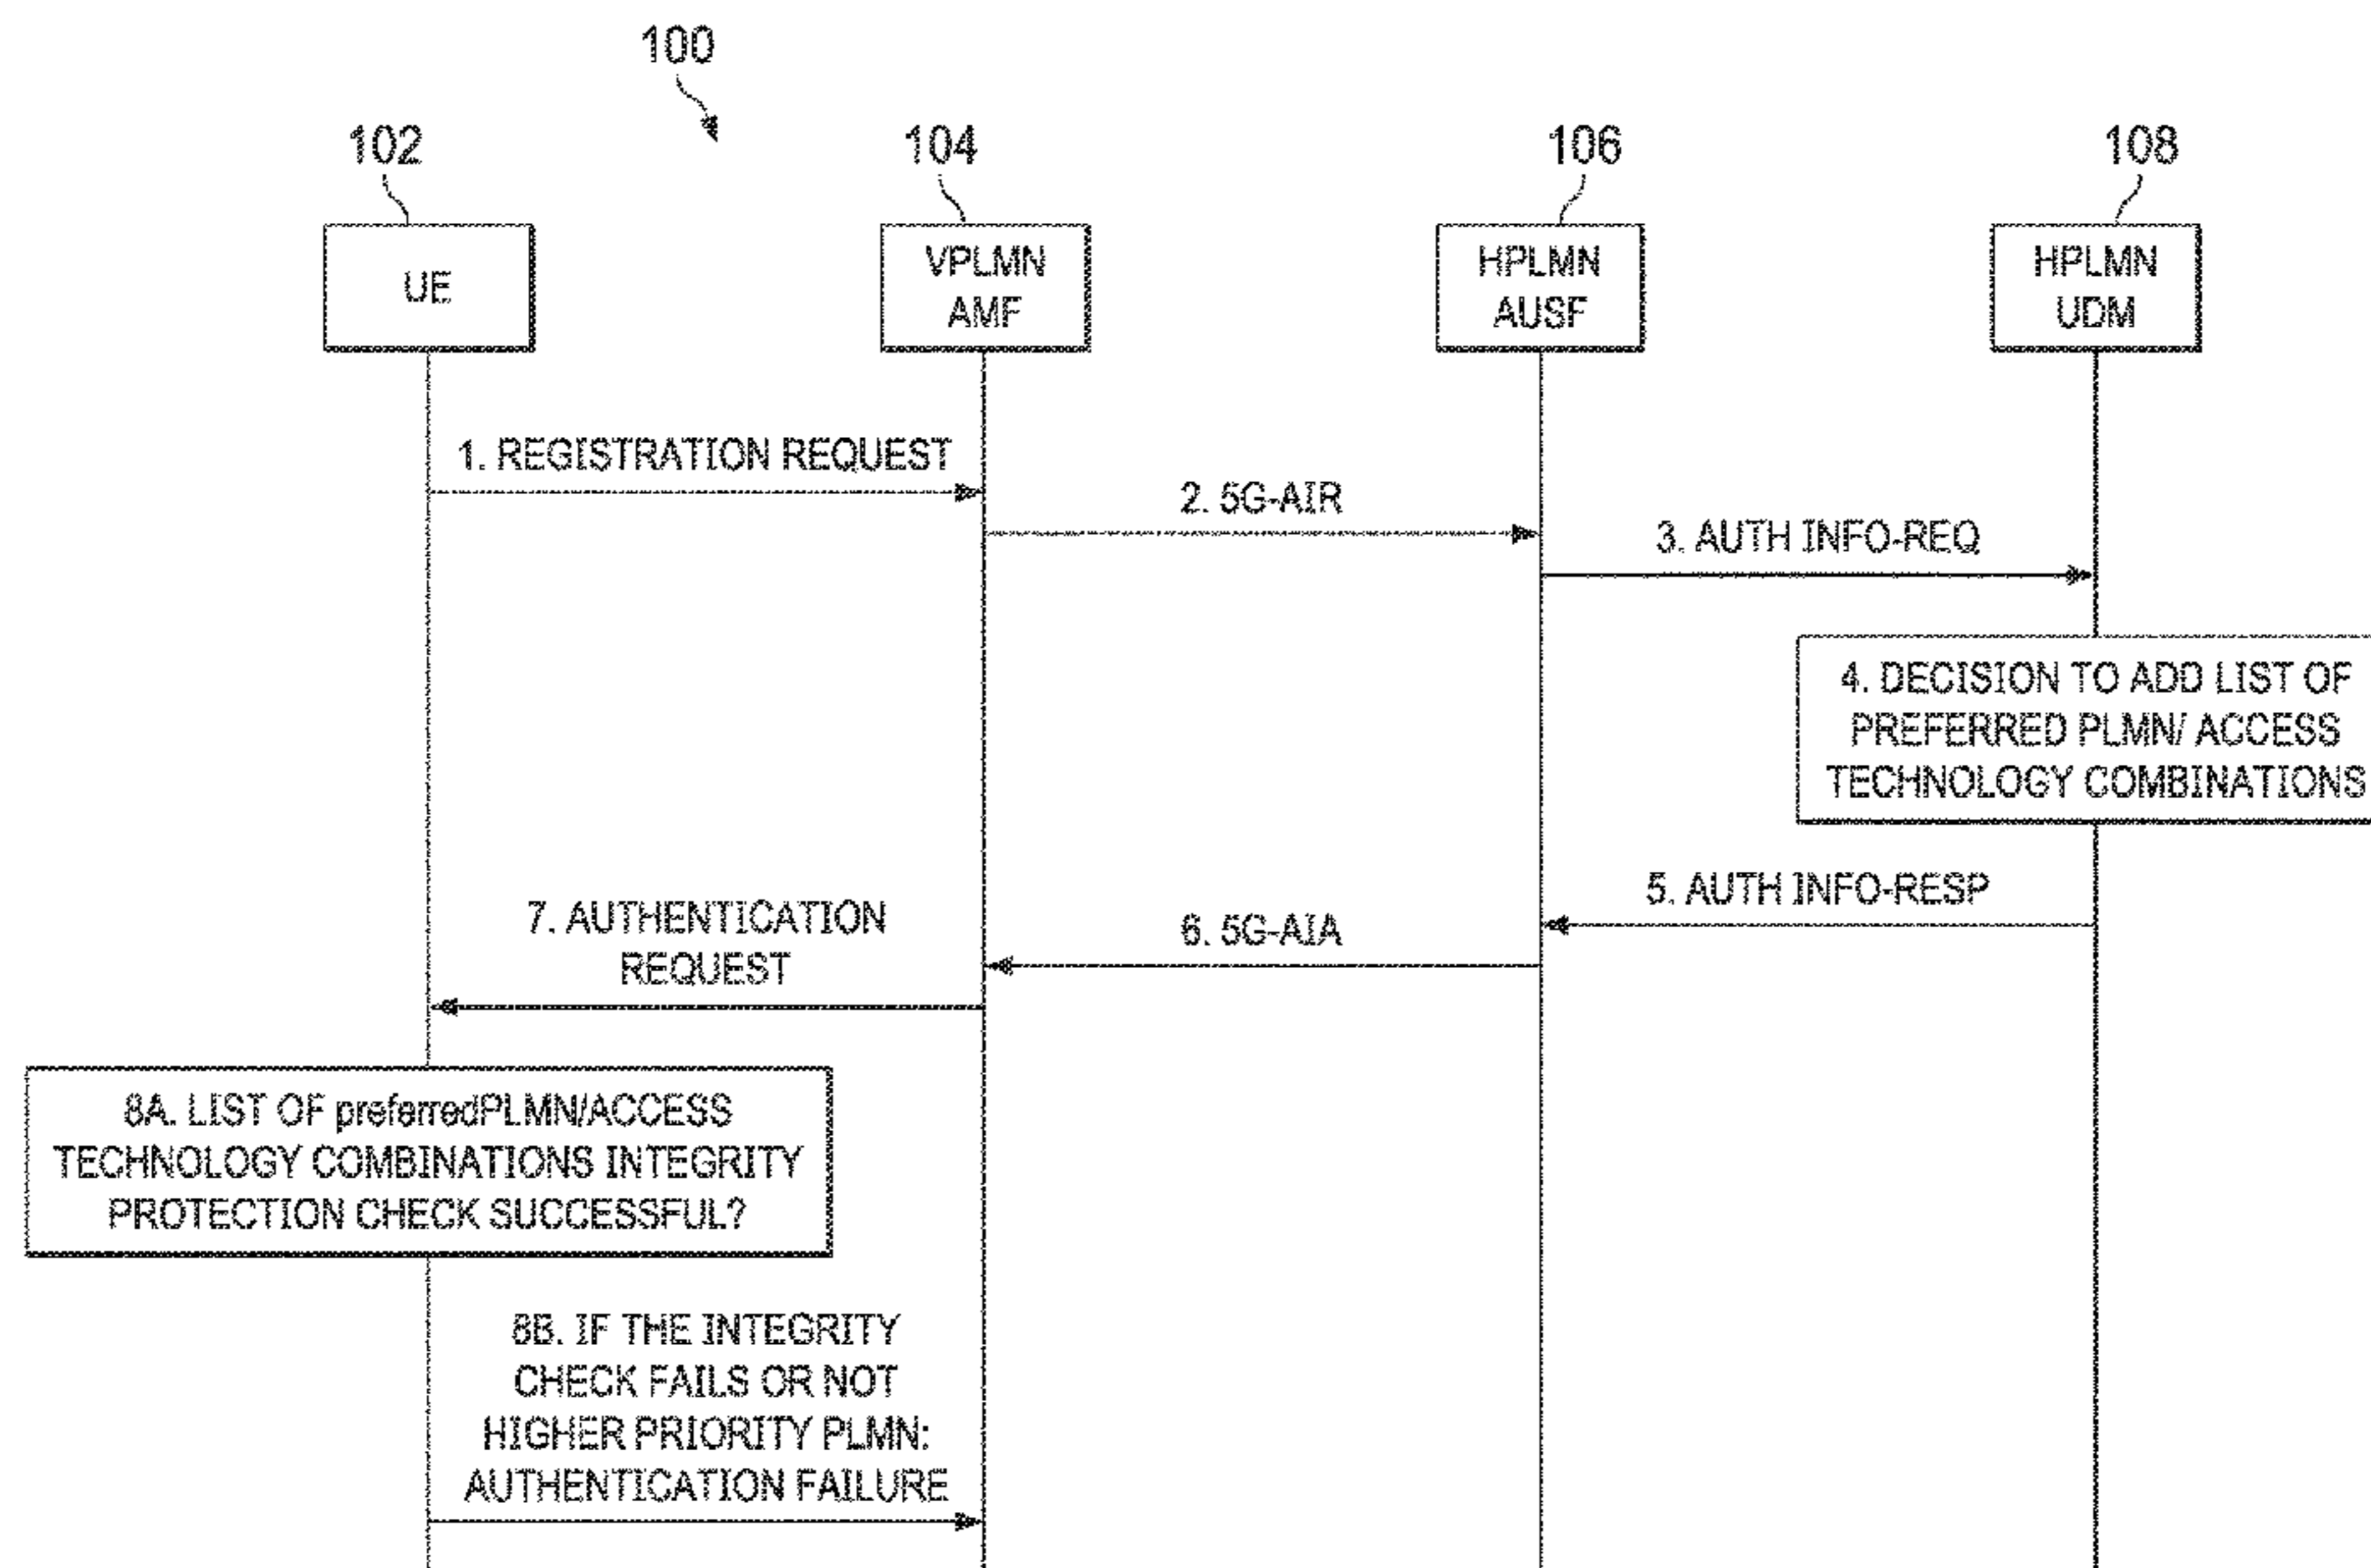 100
102
104
106
108
UE
VPLMN
AMF
HPLMN
AUSF
HPLMN
UDM
1. REGISTRATION REQUEST
2. 5G-AIR
3. AUTH INFO-REQ
4. DECISION TO ADD LIST OF
PREFERRED PLMN/ ACCESS
TECHNOLOGY COMBINATIONS
5. AUTH INFO-RESP
6. 5G-AIA
7. AUTHENTICATION
REQUEST
8A. LIST OF preferredPLMN/ACCESS
TECHNOLOGY COMBINATIONS INTEGRITY
PROTECTION CHECK SUCCESSFUL?
8B. IF THE INTEGRITY
CHECK FAILS OR NOT
HIGHER PRIORITY PLMN:
AUTHENTICATION FAILURE